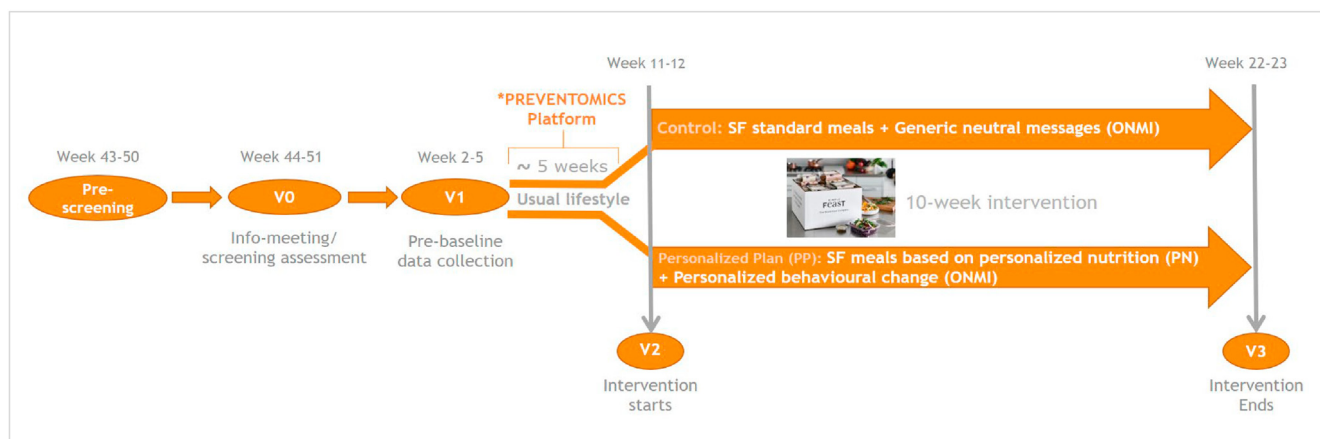 Week 43-50
Pre-
screening
Week 44-51
V0
Info-meeting/
screening assessment
Week 2-5
V1
Pre-baseline
data collection
*PREVENTOMICS
Platform
~ 5 weeks
Usual lifestyle
Week 11-12
Control: SF standard meals + Generic neutral messages (ONMI)
FEAST
10-week intervention
Personalized Plan (PP): SF meals based on personalized nutrition (PN)
+ Personalized behavioural change (ONMI)
V2
Intervention
starts
Week 22-23
V3
Intervention
Ends